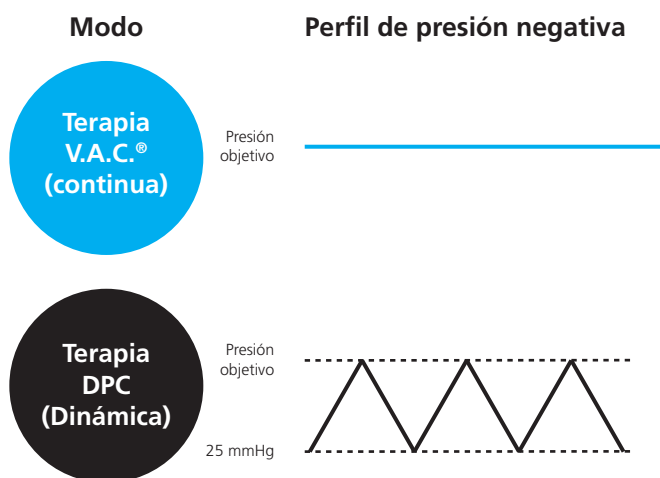 Modo
Perfil de presión negativa
Terapia
V.A.C.®
(continua)
Presión
objetivo
Terapia
DPC
(Dinámica)
Presión
objetivo
25 mmHg